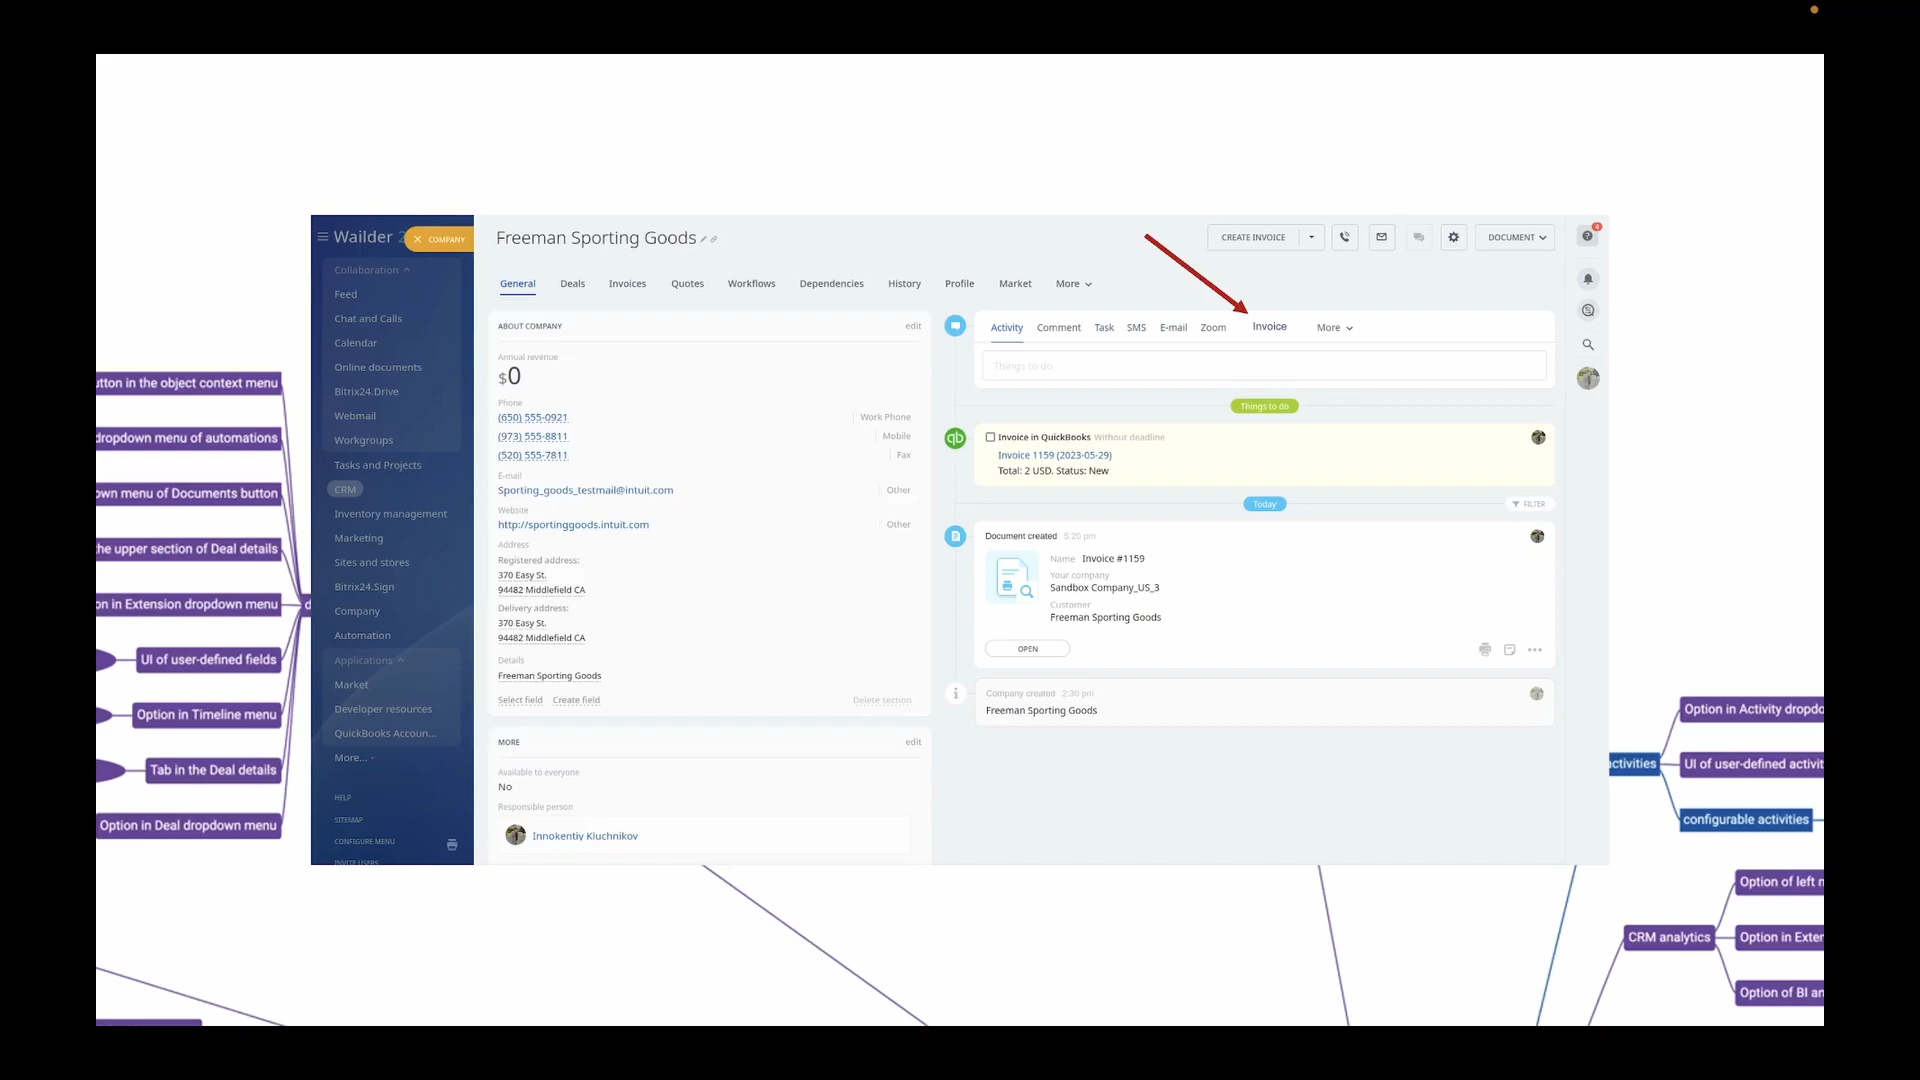 Wailder 2
COMPANY
Collaboration
Feed
Chat and Calls
Calendar
Online documents
Bitrix24.Drive
Webmail
Workgroups
Tasks and Projects
CRM
Inventory management
Marketing
Sites and stores
Bitrix24.Sign
Company
Automation
Applications
Market
Developer resources
QuickBooks Accoun...
More...
HELP
SITEMAP
CONFIGURE MENU
INVITE USERS
Freeman Sporting Goods
CREATE INVOICE
DOCUMENT
4
General Deals Invoices Quotes Workflows Dependencies History Profile Market More
ABOUT COMPANY edit
Annual revenue
$0
Phone
(650) 555-0921 Work Phone
(973) 555-8811 Mobile
(520) 555-7811 Fax
E-mail
Sporting_goods_testmail@intuit.com Other
Website
http://sportinggoods.intuit.com Other
Address
Registered address:
370 Easy St.
94482 Middlefield CA
Delivery address:
370 Easy St.
94482 Middlefield CA
Details
Freeman Sporting Goods
Select field Create field Delete section
MORE edit
Available to everyone
No
Responsible person
Innokentiy Kluchnikov
Activity Comment Task SMS E-mail Zoom Invoice More
Things to do
Things to do
qb
Invoice in QuickBooks Without deadline
Invoice 1159 (2023-05-29)
Total: 2 USD. Status: New
Today
FILTER
Document created 5:20 pm
Name Invoice #1159
Your company
Sandbox Company_US_3
Customer
Freeman Sporting Goods
OPEN
Company created 2:30 pm
Freeman Sporting Goods
in the object context menu
dropdown menu of automations
menu of Documents button
the upper section of Deal details
in Extension dropdown menu
UI of user-defined fields
Option in Timeline menu
Tab in the Deal details
Option in Deal dropdown menu
Option in Activity
UI of user-defined
configurable activities
CRM analytics
Option of left
Option in
Option of BI